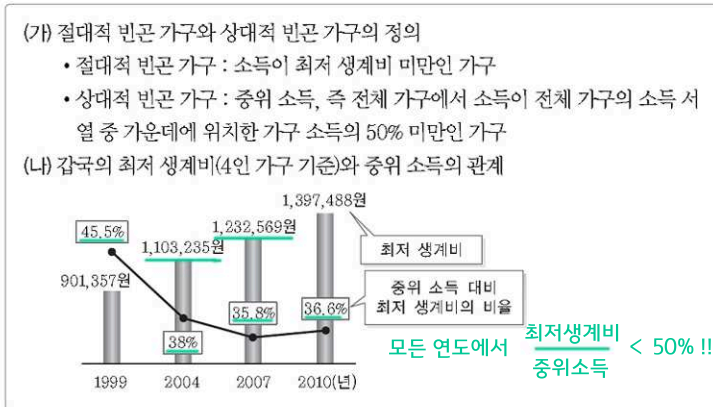 (가) 절대적 빈곤 가구와 상대적 빈곤 가구의 정의
• 절대적 빈곤 가구 : 소득이 최저 생계비 미만인 가구
• 상대적 빈곤 가구 : 중위 소득, 즉 전체 가구에서 소득이 전체 가구의 소득 서
열 중 가운데에 위치한 가구 소득의 50% 미만인 가구
(나) 갑국의 최저 생계비(4인 가구 기준)와 중위 소득의 관계
1,397,488원
45.5%
1,232,569원
1,103,235원
최저 생계비
901,357원
중위 소득 대비
최저 생계비의 비율
35.8%
36.6%
38%
모든 연도에서 최저생계비 < 50% !!
중위소득
1999 2004 2007 2010(년)